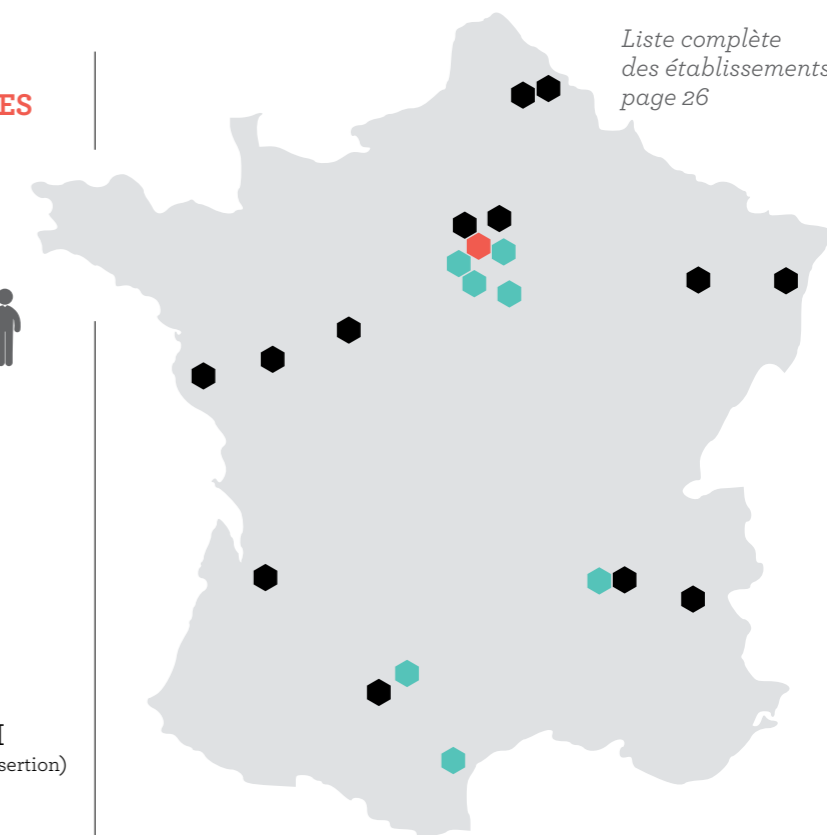 Liste complète
des établissements
page 26
ES
I
sertion)